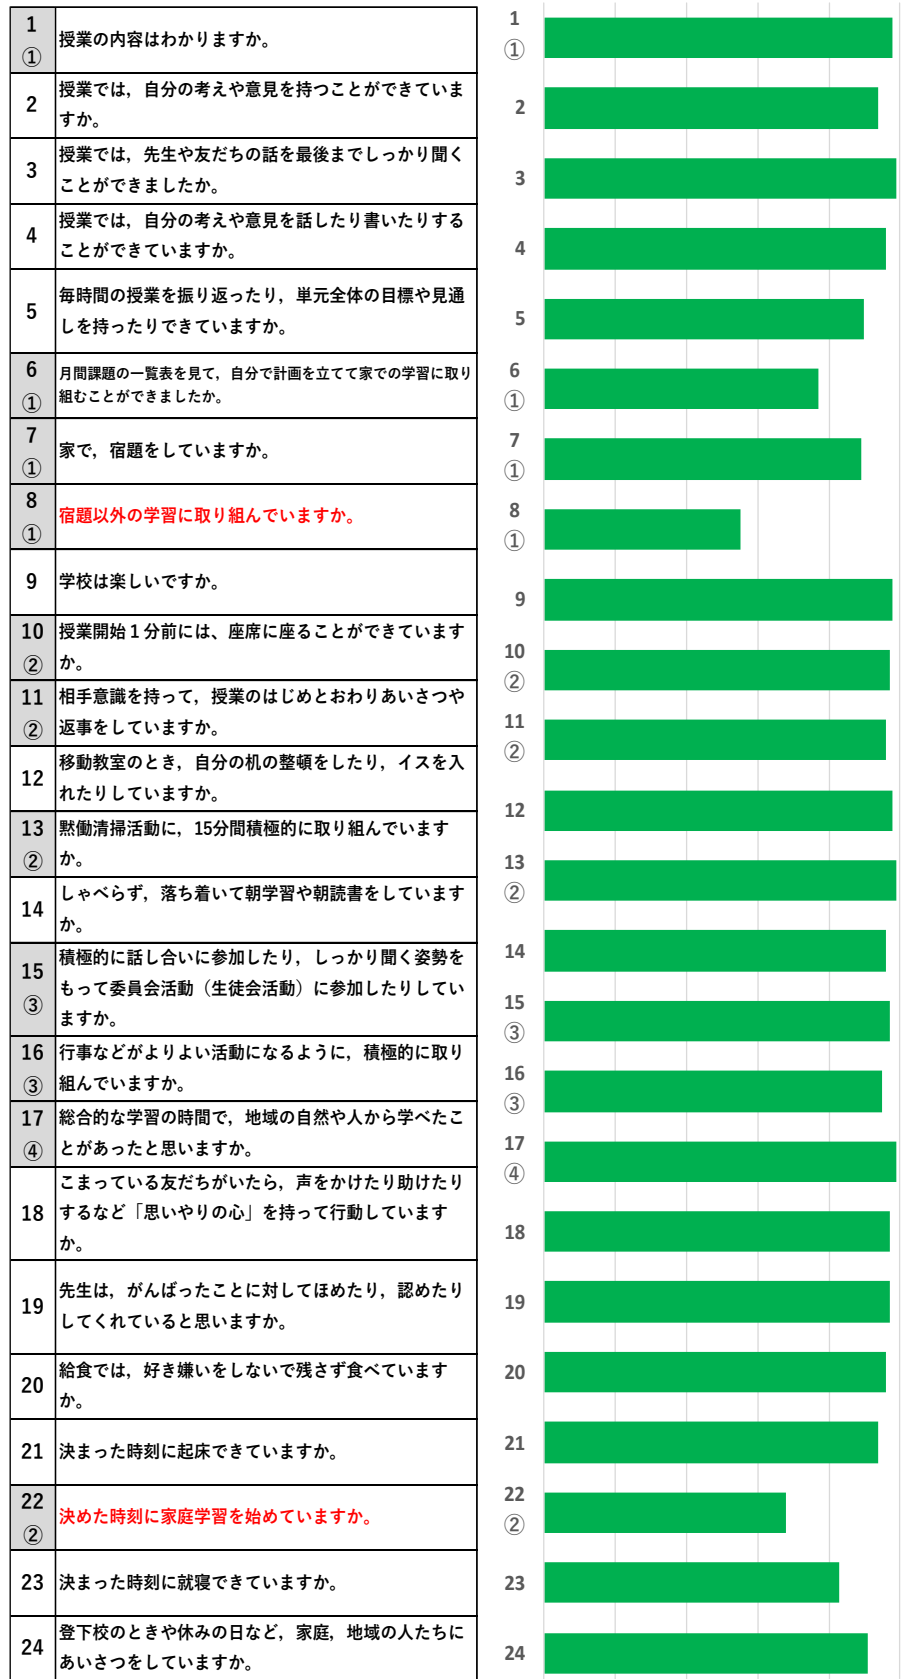 1
①
授業の内容はわかりますか。
2
授業では，自分の考えや意見を持つことができていま
すか。
3
授業では，先生や友だちの話を最後までしっかり聞く
ことができましたか。
4
授業では，自分の考えや意見を話したり書いたりする
ことができていますか。
5
毎時間の授業を振り返ったり，単元全体の目標や見通
しを持ったりできていますか。
6
①
月間課題の一覧表を見て，自分で計画を立てて家での学習に取り
組むことができましたか。
7
①
家で，宿題をしていますか。
8
①
宿題以外の学習に取り組んでいますか。
9
学校は楽しいですか。
10
②
授業開始１分前には、座席に座ることができています
か。
11
②
相手意識を持って，授業のはじめとおわりあいさつや
返事をしていますか。
12
移動教室のとき，自分の机の整頓をしたり，イスを入
れたりしていますか。
13
②
黙働清掃活動に，15分間積極的に取り組んでいます
か。
14
しゃべらず，落ち着いて朝学習や朝読書をしています
か。
15
③
積極的に話し合いに参加したり，しっかり聞く姿勢を
もって委員会活動（生徒会活動）に参加したりしてい
ますか。
16
③
行事などがよりよい活動になるように，積極的に取り
組んでいますか。
17
④
総合的な学習の時間で，地域の自然や人から学べたこ
とがあったと思いますか。
18
こまっている友だちがいたら，声をかけたり助けたり
するなど「思いやりの心」を持って行動しています
か。
19
先生は，がんばったことに対してほめたり，認めたり
してくれていると思いますか。
20
給食では，好き嫌いをしないで残さず食べています
か。
21
決まった時刻に起床できていますか。
22
②
決めた時刻に家庭学習を始めていますか。
23
決まった時刻に就寝できていますか。
24
登下校のときや休みの日など，家庭，地域の人たちに
あいさつをしていますか。
1
①
2
3
4
5
6
①
7
①
8
①
9
10
②
11
②
12
13
②
14
15
③
16
③
17
④
18
19
20
21
22
②
23
24